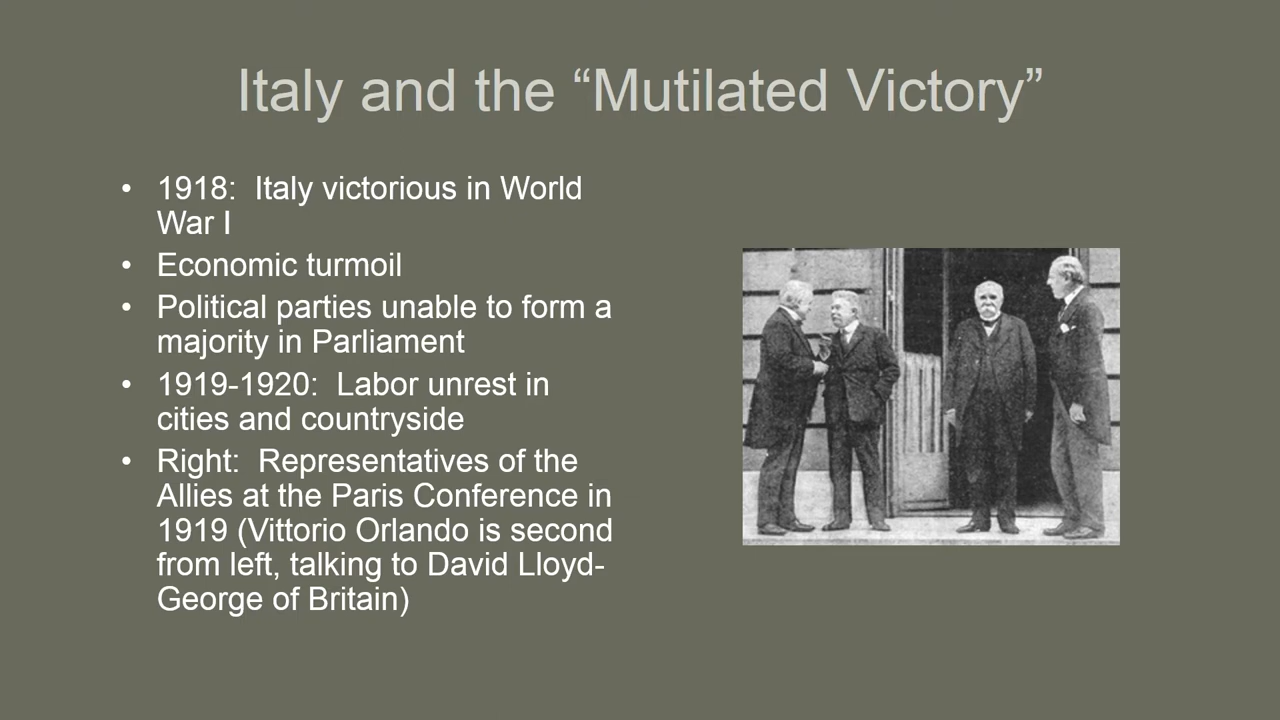 Italy and the “Mutilated Victory”
• 1918:  Italy victorious in World
War I
• Economic turmoil
• Political parties unable to form a
majority in Parliament
• 1919-1920:  Labor unrest in
cities and countryside
• Right:  Representatives of the
Allies at the Paris Conference in
1919 (Vittorio Orlando is second
from left, talking to David Lloyd-
George of Britain)